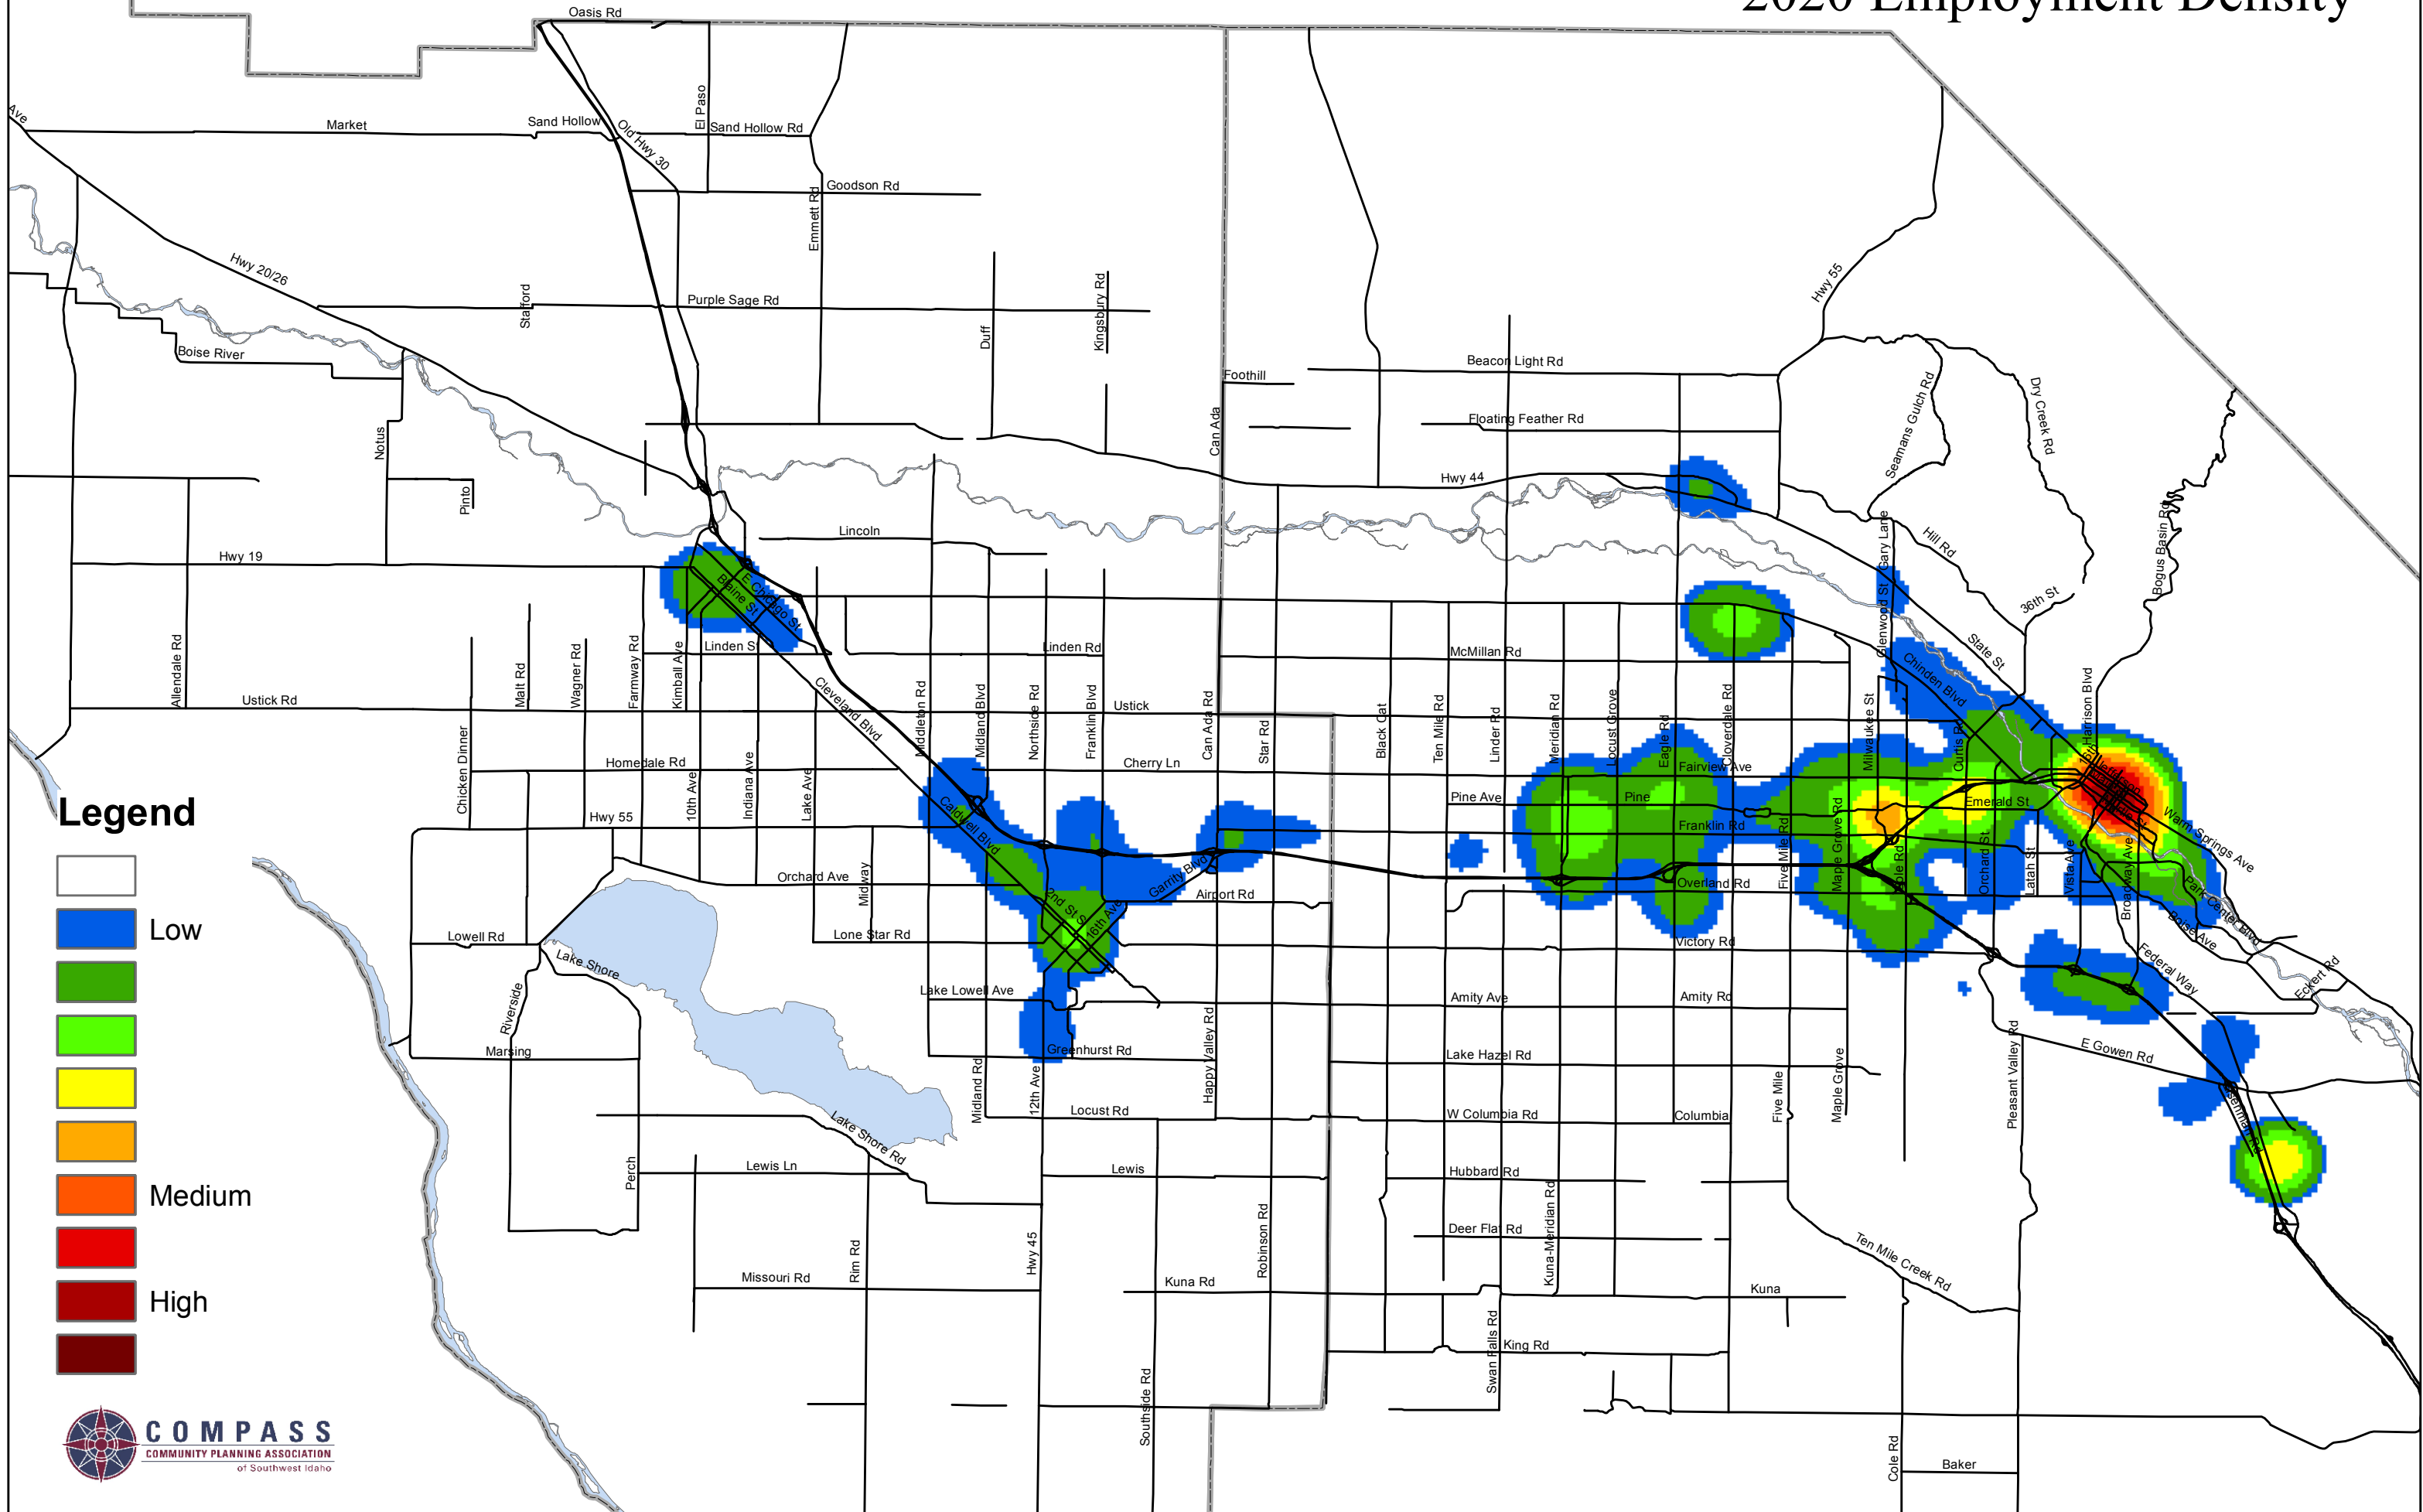 2020 Employment Density
Oasis Rd
Ave
Market
Sand Hollow
El Paso
Sand Hollow Rd
Old Hwy 30
Goodson Rd
Emmett Rd
Hwy 20/26
Stafford
Purple Sage Rd
Duff
Kingsbury Rd
Hwy 55
Boise River
Beacon Light Rd
Foothill
Can Ada
Floating Feather Rd
Seamans Gulch Rd
Dry Creek Rd
Notus
Pinto
Hwy 44
Lincoln
Hill Rd
Gary Lane
Bogus Basin Rd
Hwy 19
Blaine St
E Chicago St
Glenwood St
36th St
Linden St
Linden Rd
McMillan Rd
State St
Chinden Blvd
Allendale Rd
Malt Rd
Wagner Rd
Farmway Rd
Kimball Ave
Ustick Rd
Cleveland Blvd
Middleton Rd
Midland Blvd
Northside Rd
Franklin Blvd
Ustick
Can Ada Rd
Star Rd
Black Cat
Ten Mile Rd
Linder Rd
Meridian Rd
Locust Grove
Eagle Rd
Cloverdale Rd
Milwaukee St
Curtis Rd
Harrison Blvd
Chicken Dinner
Homedale Rd
10th Ave
Indiana Ave
Lake Ave
Cherry Ln
Fairview Ave
Pine Ave
Pine
Emerald St
Hwy 55
Caldwell Blvd
Franklin Rd
Five Mile Rd
Maple Grove Rd
Cole Rd
Orchard St
Latah St
Vista Ave
Broadway Ave
Warm Springs Ave
Park Center Blvd
Boise Ave
Orchard Ave
Midway
Garrity Blvd
Airport Rd
Overland Rd
2nd St S
16th Ave
Lowell Rd
Lone Star Rd
Victory Rd
Federal Way
Eckert Rd
Lake Shore
Riverside
Lake Lowell Ave
Amity Ave
Amity Rd
Marsing
Greenhurst Rd
Happy Valley Rd
Lake Hazel Rd
Pleasant Valley Rd
E Gowen Rd
Midland Rd
12th Ave
Locust Rd
W Columbia Rd
Columbia
Five Mile
Maple Grove
Lake Shore Rd
Perch
Lewis Ln
Lewis
Hubbard Rd
Kuna-Meridian Rd
Robinson Rd
Deer Flat Rd
Ten Mile Creek Rd
Hwy 45
Rim Rd
Missouri Rd
Kuna Rd
Kuna
Swan Falls Rd
King Rd
Southside Rd
Cole Rd
Baker
Legend
Low
Medium
High
COMPASS
COMMUNITY PLANNING ASSOCIATION
of Southwest Idaho